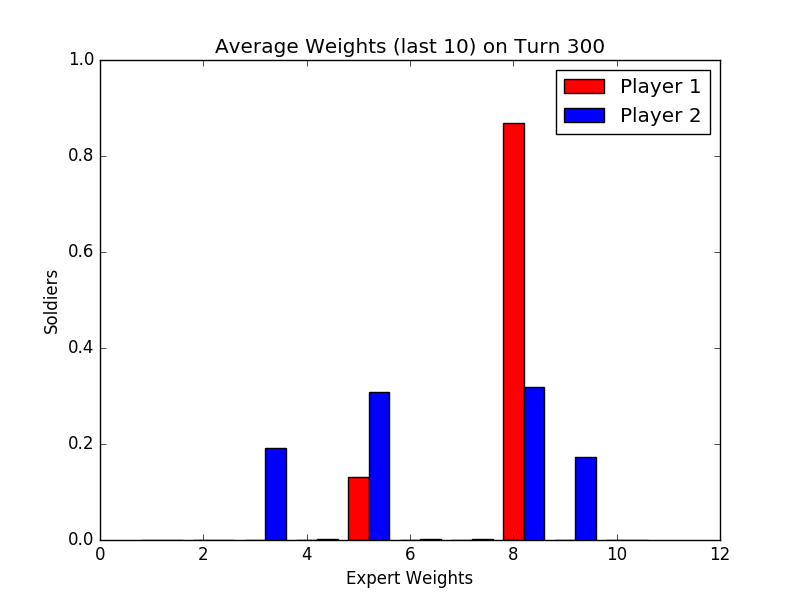 Average Weights (last 10) on Turn 300
1.0
Player 1
Player 2
0.8
0.6
Soldiers
0.4
0.2
0.0
0 2 4 6 8 10 12
Expert Weights